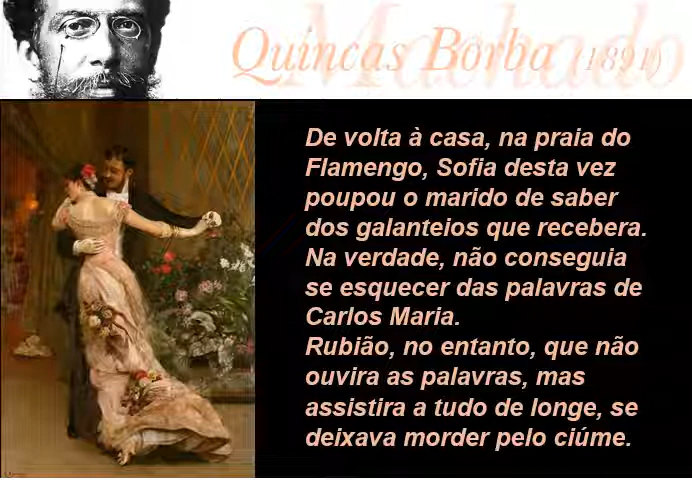 Machado
Quincas Borba (1891)
De volta à casa, na praia do
Flamengo, Sofia desta vez
poupou o marido de saber
dos galanteios que recebera.
Na verdade, não conseguia
se esquecer das palavras de
Carlos Maria.
Rubião, no entanto, que não
ouvira as palavras, mas
assistira a tudo de longe, se
deixava morder pelo ciúme.